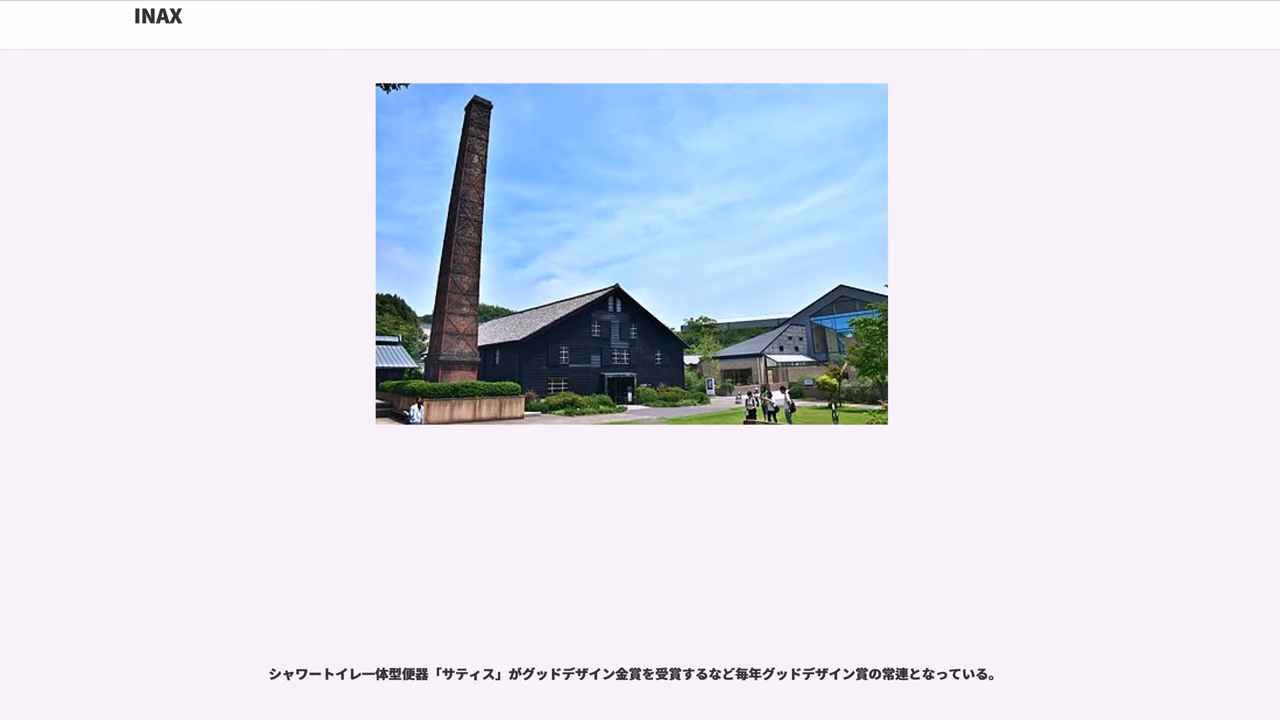 INAX
シャワートイレ一体型便器「サティス」がグッドデザイン金賞を受賞するなど毎年グッドデザイン賞の常連となっている。